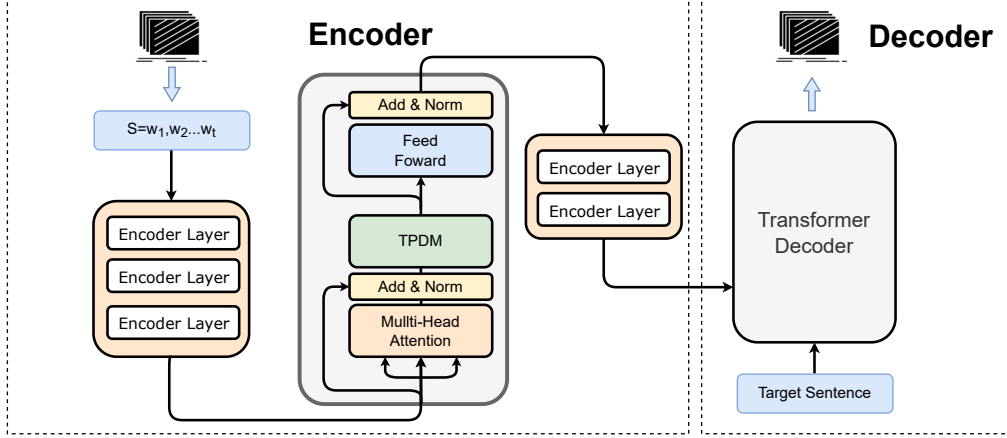 Encoder
Decoder
S=w₁,w₂...wₜ
Encoder Layer
Encoder Layer
Encoder Layer
Add & Norm
Feed
Foward
TPDM
Add & Norm
Mullti-Head
Attention
Encoder Layer
Encoder Layer
Transformer
Decoder
Target Sentence